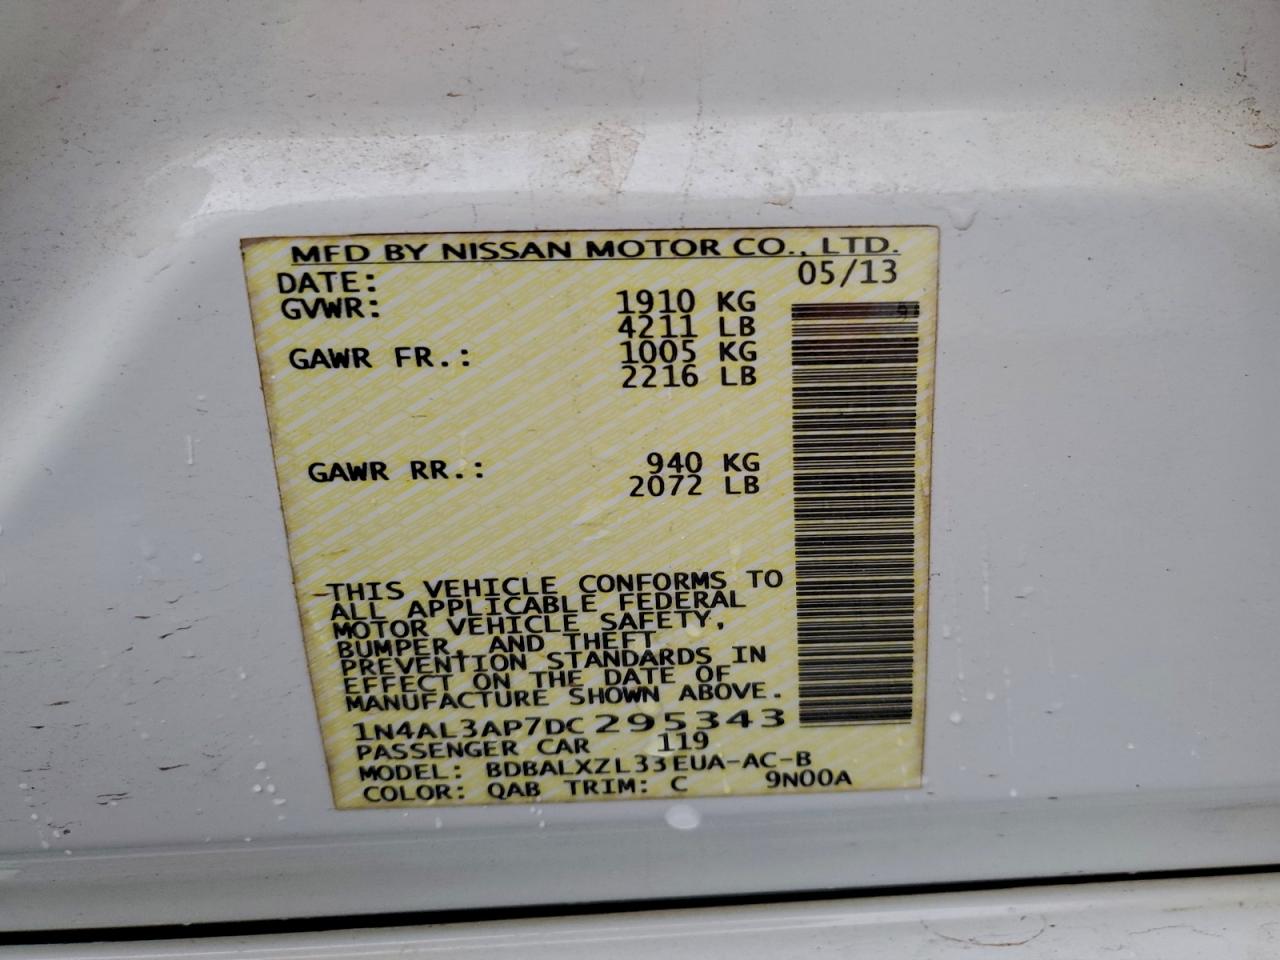 MFD BY NISSAN MOTOR CO., LTD.
DATE: 05/13
GVWR: 1910 KG
4211 LB
GAWR FR.: 1005 KG
2216 LB
GAWR RR.: 940 KG
2072 LB
THIS VEHICLE CONFORMS TO
ALL APPLICABLE FEDERAL
MOTOR VEHICLE SAFETY,
BUMPER, AND THEFT
PREVENTION STANDARDS IN
EFFECT ON THE DATE OF
MANUFACTURE SHOWN ABOVE.
1N4AL3AP7DC295343
PASSENGER CAR 119
MODEL: BDBALXZL33EUA-AC-B
COLOR: QAB TRIM: C 9N00A